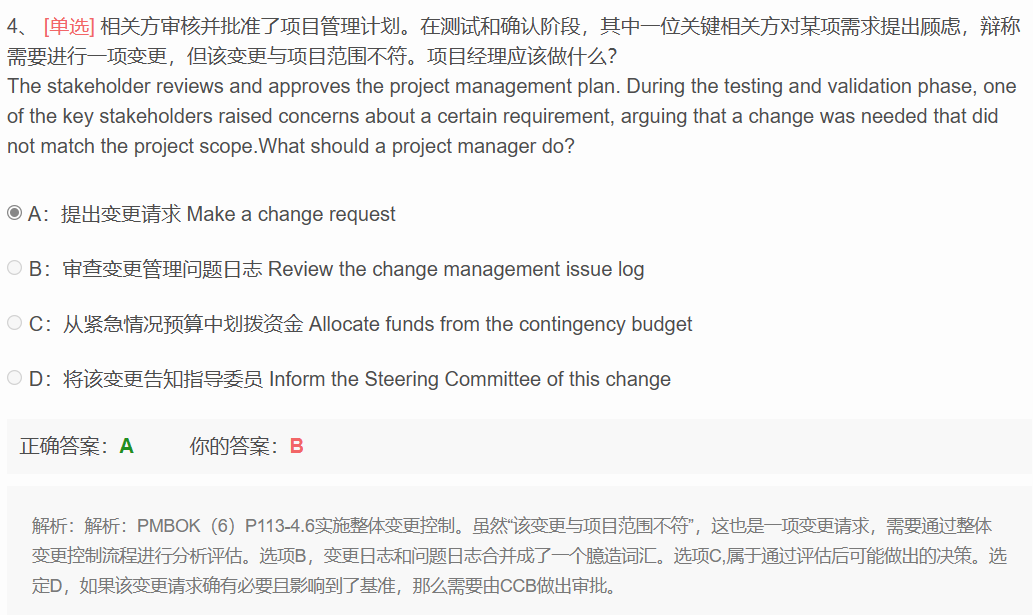 4、 [单选] 相关方审核并批准了项目管理计划。在测试和确认阶段，其中一位关键相关方对某项需求提出顾虑，辩称
需要进行一项变更，但该变更与项目范围不符。项目经理应该做什么？
The stakeholder reviews and approves the project management plan. During the testing and validation phase, one
of the key stakeholders raised concerns about a certain requirement, arguing that a change was needed that did
not match the project scope.What should a project manager do?
A：提出变更请求 Make a change request
B：审查变更管理问题日志 Review the change management issue log
C：从紧急情况预算中划拨资金 Allocate funds from the contingency budget
D：将该变更告知指导委员 Inform the Steering Committee of this change
正确答案：A 你的答案：B
解析：解析：PMBOK（6）P113-4.6实施整体变更控制。虽然“该变更与项目范围不符”，这也是一项变更请求，需要通过整体
变更控制流程进行分析评估。选项B，变更日志和问题日志合并成了一个臆造词汇。选项C,属于通过评估后可能做出的决策。选
定D，如果该变更请求确有必要且影响到了基准，那么需要由CCB做出审批。